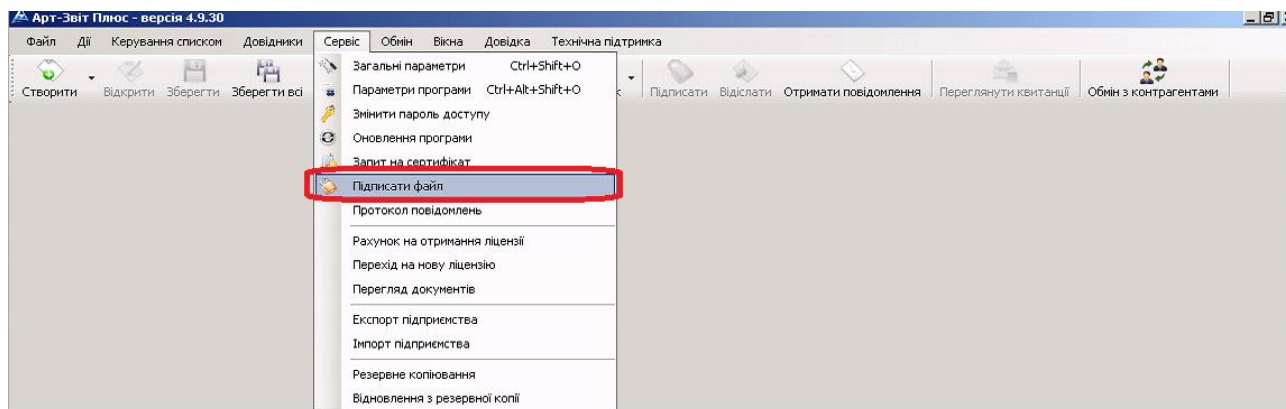 Арт-Звіт Плюс - версія 4.9.30
Файл Дії Керування списком Довідники Сервіс Обмін Вікна Довідка Технічна підтримка
Створити Відкрити Зберегти Зберегти всі Підписати Відіслати Отримати повідомлення Переглянути квитанції Обмін з контрагентами
Загальні параметри Ctrl+Shift+O
Параметри програми Ctrl+Alt+Shift+O
Змінити пароль доступу
Оновлення програми
Запит на сертифікат
Підписати файл
Протокол повідомлень
Рахунок на отримання ліцензії
Перехід на нову ліцензію
Перегляд документів
Експорт підприємства
Імпорт підприємства
Резервне копіювання
Відновлення з резервної копії